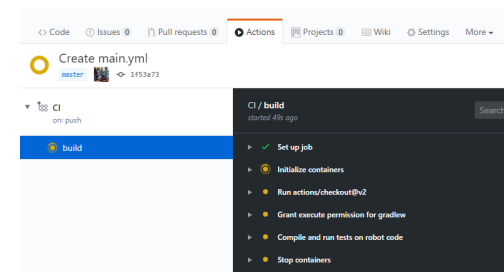 Code Issues 0 Pull requests 0 Actions Projects 0 Wiki Settings More
Create main.yml
master 1f53a73
CI
on: push
build
CI / build
started 49s ago
Search
Set up job
Initialize containers
Run actions/checkout@v2
Grant execute permission for gradlew
Compile and run tests on robot code
Stop containers